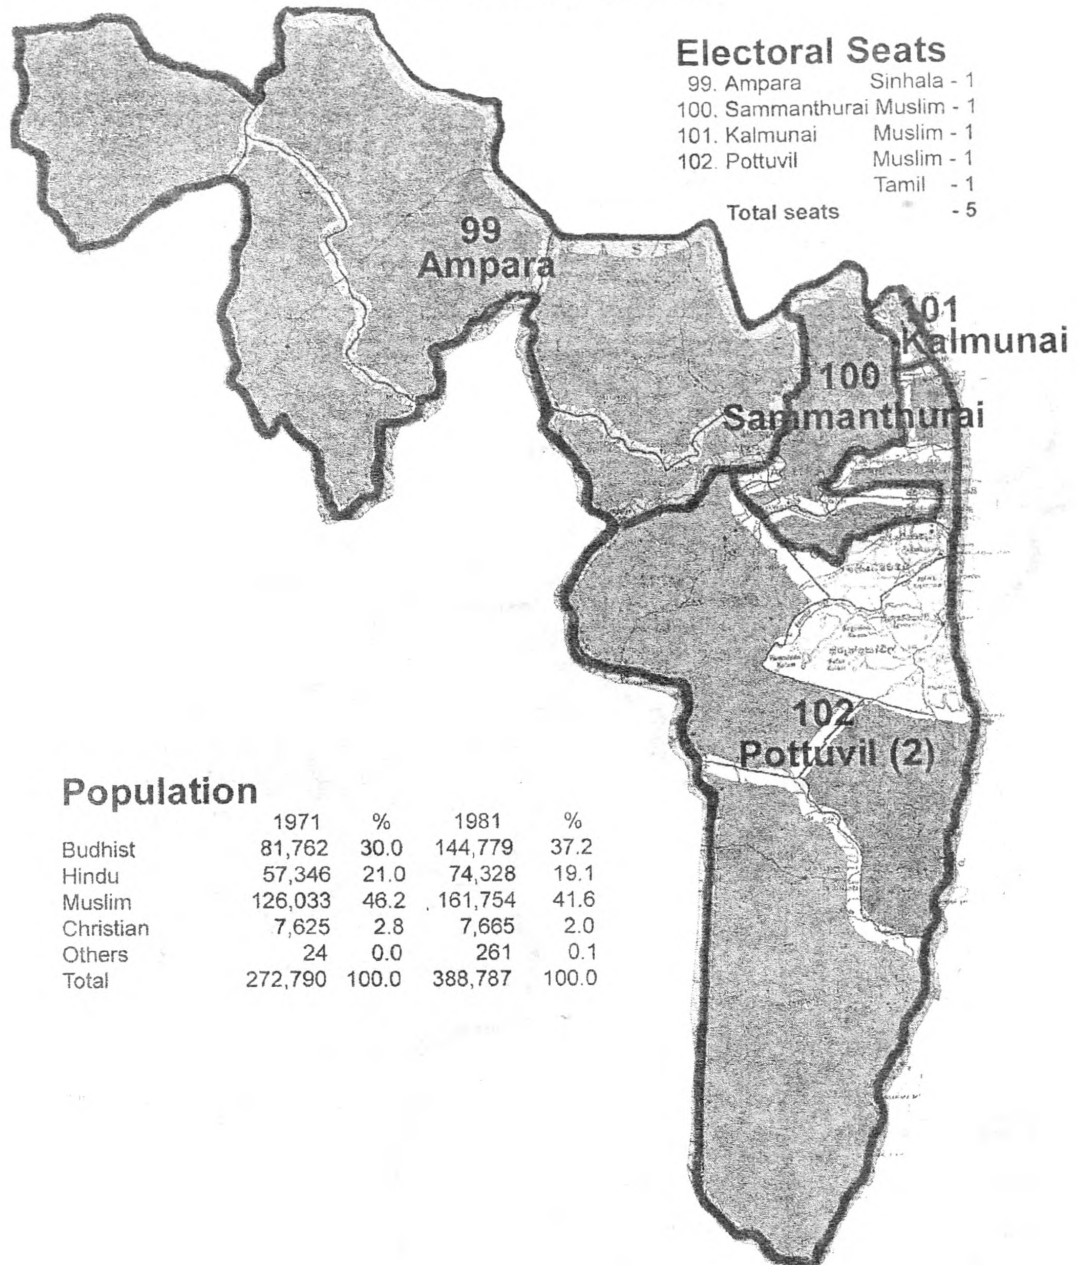 Electoral Seats
99. Ampara Sinhala - 1
100. Sammanthurai Muslim - 1
101. Kalmunai Muslim - 1
102. Pottuvil Muslim - 1
Tamil - 1
Total seats - 5
99
Ampara
E A S T
101
Kalmunai
100
Sammanthurai
102
Pottuvil (2)
Population
1971 % 1981 %
Budhist 81,762 30.0 144,779 37.2
Hindu 57,346 21.0 74,328 19.1
Muslim 126,033 46.2 161,754 41.6
Christian 7,625 2.8 7,665 2.0
Others 24 0.0 261 0.1
Total 272,790 100.0 388,787 100.0